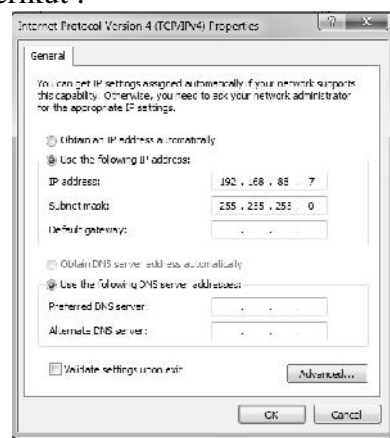 Internet Protocol Version 4 (TCP/IPv4) Properties
General
You can get IP settings assigned automatically if your network supports
this capability. Otherwise, you need to ask your network administrator
for the appropriate IP settings.
Obtain an IP address automatically
Use the following IP address:
IP address: 192 . 168 . 88 . 7
Subnet mask: 255 . 255 . 255 . 0
Default gateway: . . .
Obtain DNS server address automatically
Use the following DNS server addresses:
Preferred DNS server: . . .
Alternate DNS server: . . .
Validate settings upon exit
Advanced...
OK Cancel